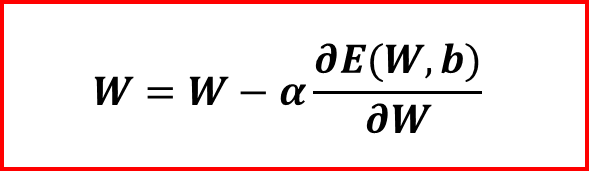 W = W − α ∂E(W, b) / ∂W